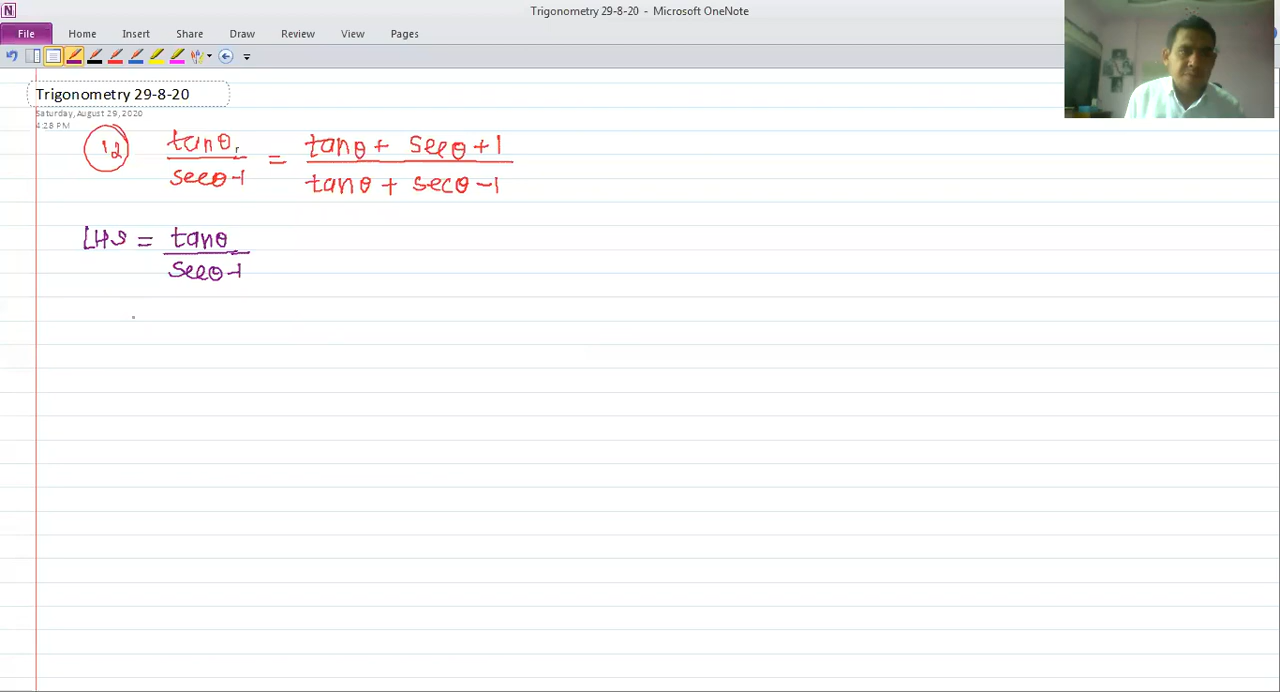 Trigonometry 29-8-20 - Microsoft OneNote
File Home Insert Share Draw Review View Pages
Trigonometry 29-8-20
Saturday, August 29, 2020
4:28 PM
12 tanθ/secθ-1 = tanθ + secθ +1/tanθ + secθ -1
LHS = tanθ/secθ-1